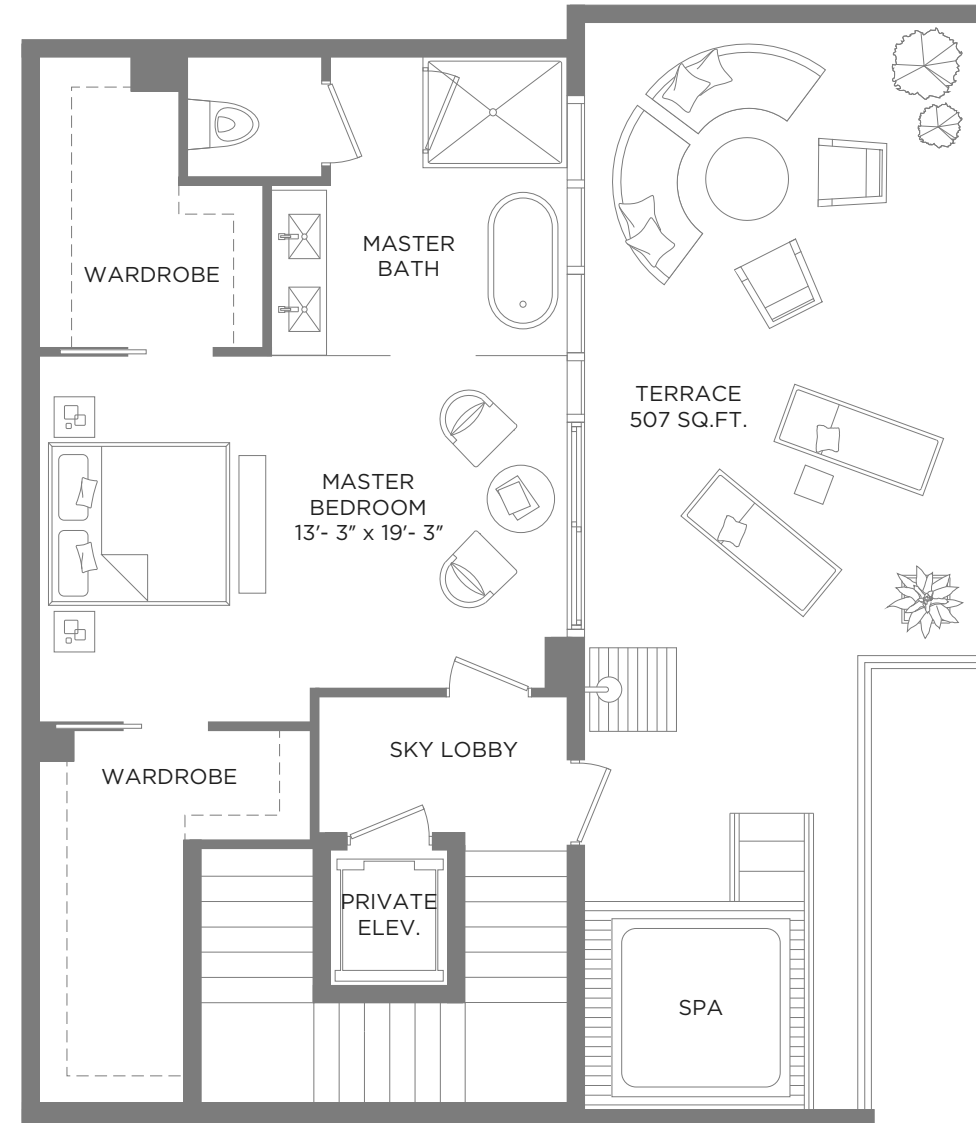 MASTER
BATH
WARDROBE
TERRACE
507 SQ.FT.
MASTER
BEDROOM
13'- 3" x 19'- 3"
SKY LOBBY
WARDROBE
PRIVATE
ELEV.
SPA